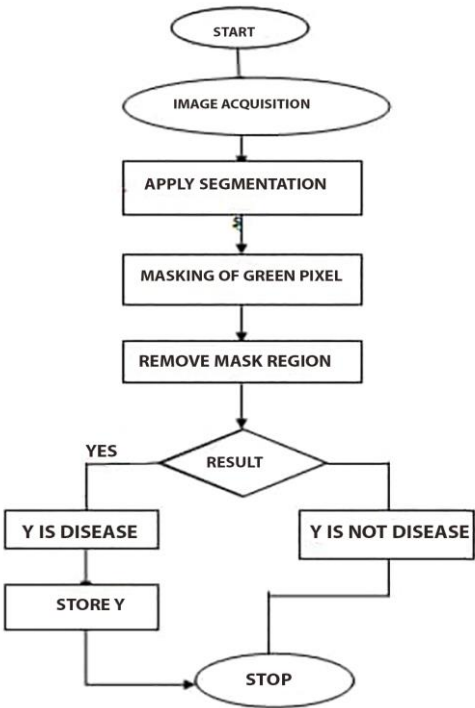 START
IMAGE ACQUISITION
APPLY SEGMENTATION
S
MASKING OF GREEN PIXEL
REMOVE MASK REGION
YES
RESULT
Y IS DISEASE
Y IS NOT DISEASE
STORE Y
STOP